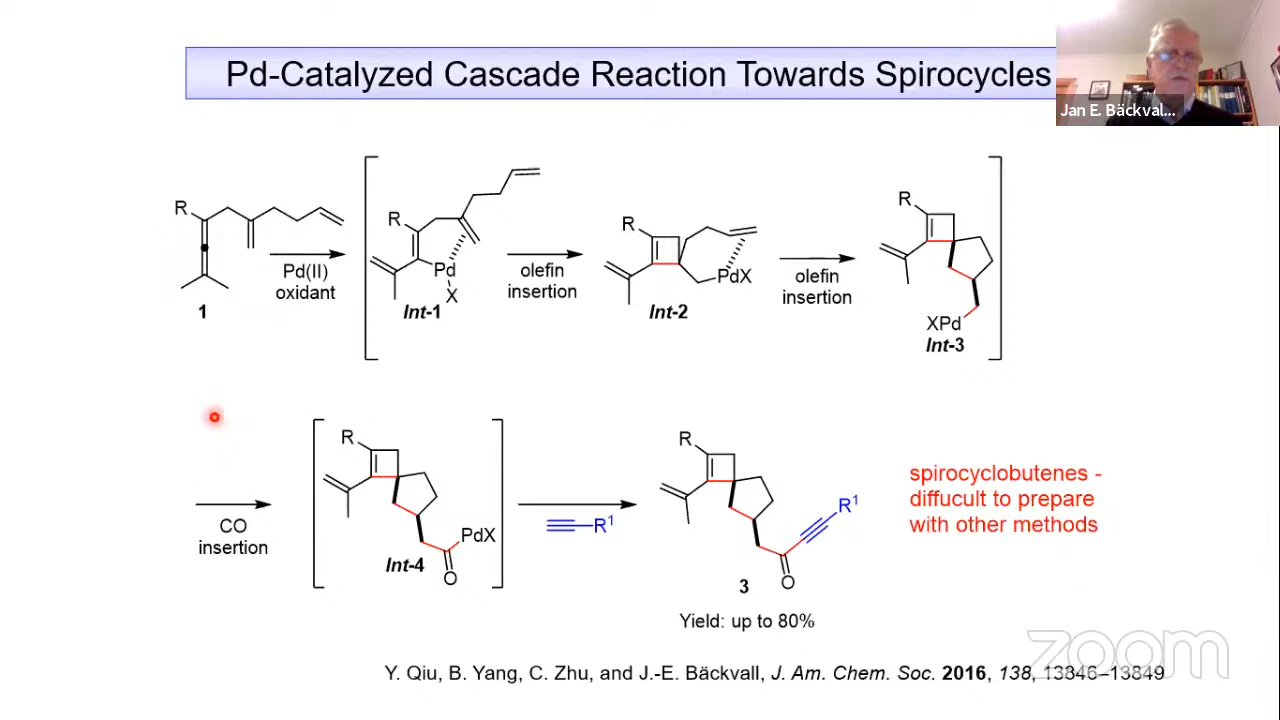 Pd-Catalyzed Cascade Reaction Towards Spirocycles
Jan E. Bäckval...
R
1
Pd(II)
oxidant
R
Pd
X
Int-1
olefin
insertion
R
PdX
Int-2
olefin
insertion
R
XPd
Int-3
CO
insertion
R
PdX
O
Int-4
R¹
R
R¹
O
3
Yield: up to 80%
spirocyclobutenes -
diffucult to prepare
with other methods
Y. Qiu, B. Yang, C. Zhu, and J.-E. Bäckvall, J. Am. Chem. Soc. 2016, 138, 13846–13849
zoom